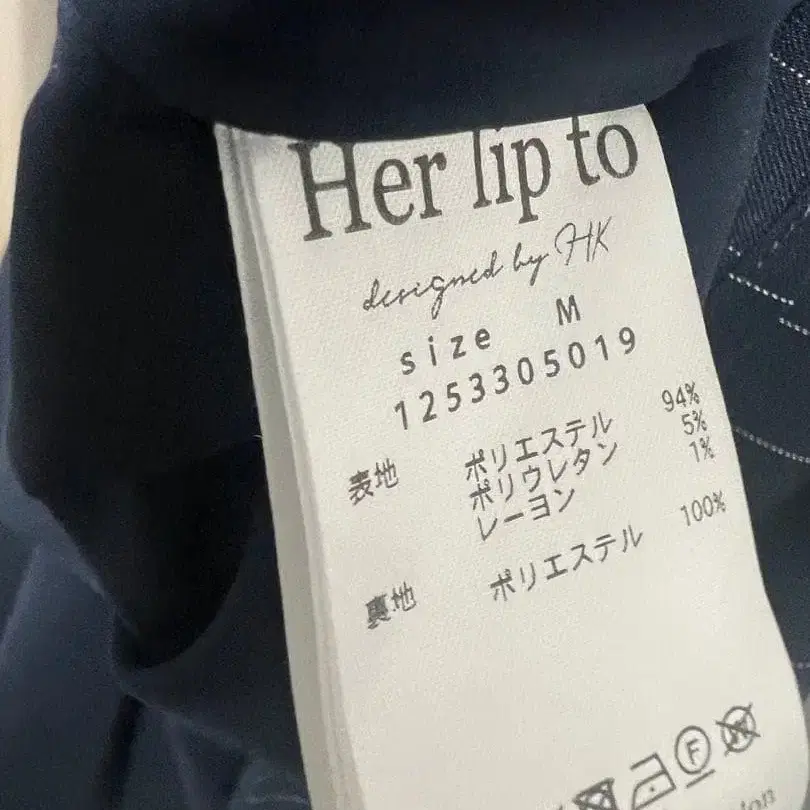 Her lip to
designed by HK
size M
1253305019
表地 ポリエステル 94%
ポリウレタン 5%
レーヨン 1%
裏地 ポリエステル 100%
F
W